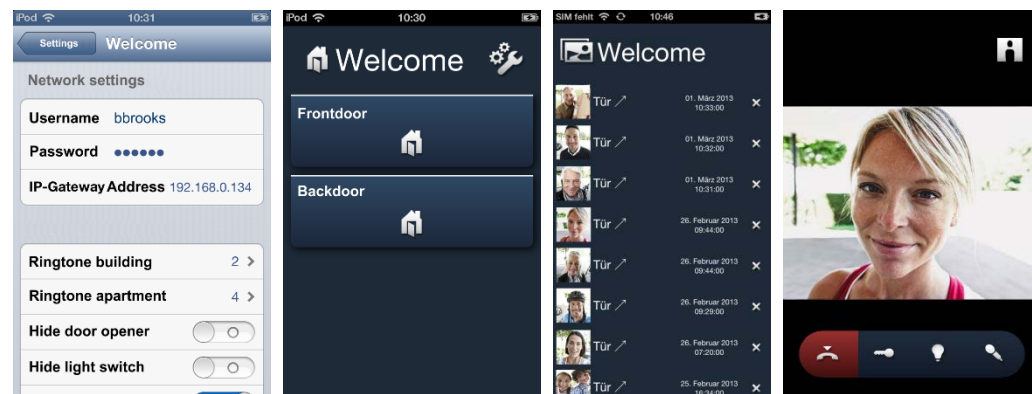 iPod 10:31
Settings Welcome
Network settings
Username bbrooks
Password ●●●●●●
IP-Gateway Address 192.168.0.134
Ringtone building 2
Ringtone apartment 4
Hide door opener
Hide light switch
iPod 10:30
Welcome
Frontdoor
Backdoor
SIM fehlt 10:46
Welcome
Tür 01. März 2013
10:33:00
Tür 01. März 2013
10:32:00
Tür 01. März 2013
10:31:00
Tür 26. Februar 2013
09:44:00
Tür 26. Februar 2013
09:44:00
Tür 26. Februar 2013
09:29:00
Tür 26. Februar 2013
07:20:00
Tür 25. Februar 2013
16:34:00